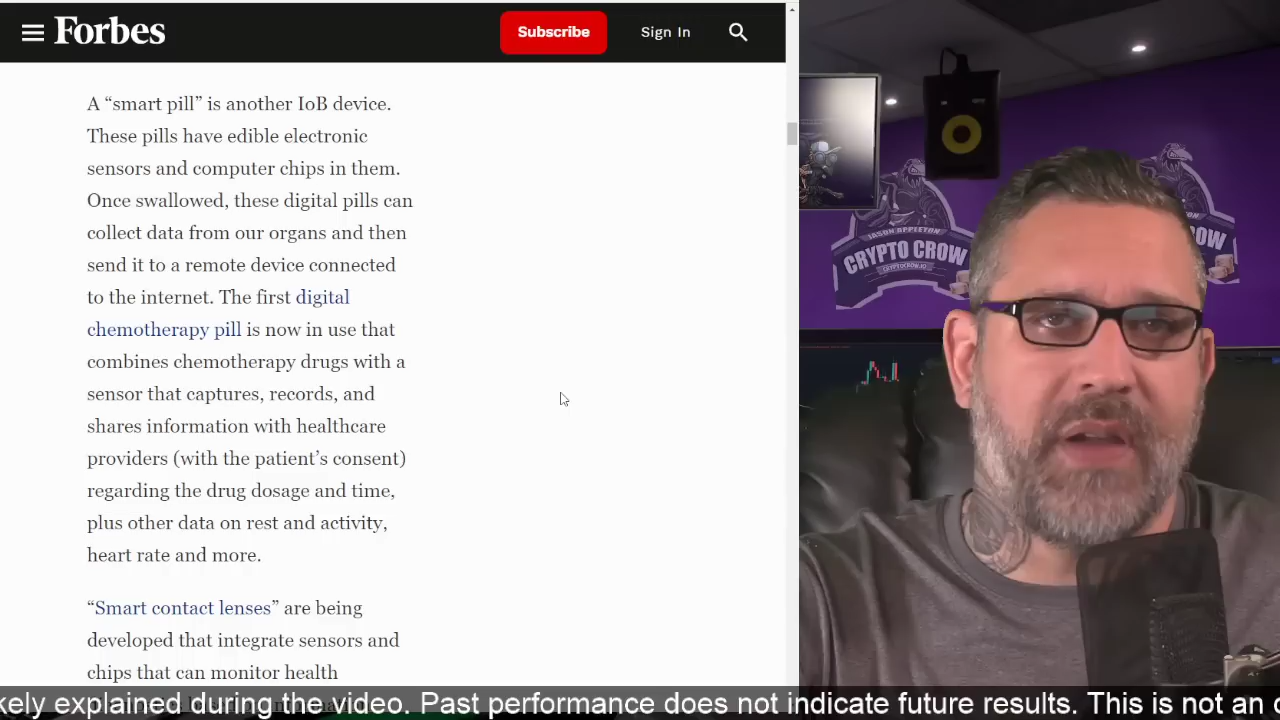 Forbes
Subscribe
Sign In
A “smart pill” is another IoB device.
These pills have edible electronic
sensors and computer chips in them.
Once swallowed, these digital pills can
collect data from our organs and then
send it to a remote device connected
to the internet. The first digital
chemotherapy pill is now in use that
combines chemotherapy drugs with a
sensor that captures, records, and
shares information with healthcare
providers (with the patient’s consent)
regarding the drug dosage and time,
plus other data on rest and activity,
heart rate and more.
“Smart contact lenses” are being
developed that integrate sensors and
chips that can monitor health
JASON APPLETON
CRYPTO CROW
CRYPTOCROW.IO
OW
kely explained during the video. Past performance does not indicate future results. This is not an